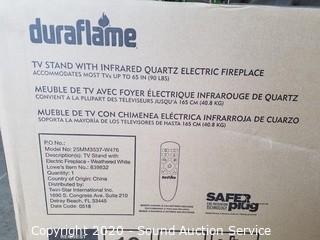 duraflame
TV STAND WITH INFRARED QUARTZ ELECTRIC FIREPLACE
ACCOMMODATES MOST TVs UP TO 65 IN (90 LBS)
MEUBLE DE TV AVEC FOYER ÉLECTRIQUE INFRAROUGE DE QUARTZ
CONVIENT À LA PLUPART DES TELEVISEURS JUSQU'À 165 CM (40.8 KG)
MUEBLE DE TV CON CHIMENEA ELÉCTRICA INFRARROJA DE CUARZO
SOPORTA LA MAYORÍA DE LOS TELEVISORES DE HASTA 165 CM (40.8 KG)
P.O No.:
Model No: 25MM3537-W476
Description(s): TV Stand with
Electric Fireplace - Weathered White
Lowe's Item No.: 839832
Quantity: 1
Country of Origin: China
Distributed by:
Twin-Star International, Inc.
1690 S. Congress Ave, Suite 210
Delray Beach, FL 33445
Date Code: 0518
duraflame
SAFER
plug
Copyright 2020 - Douglas